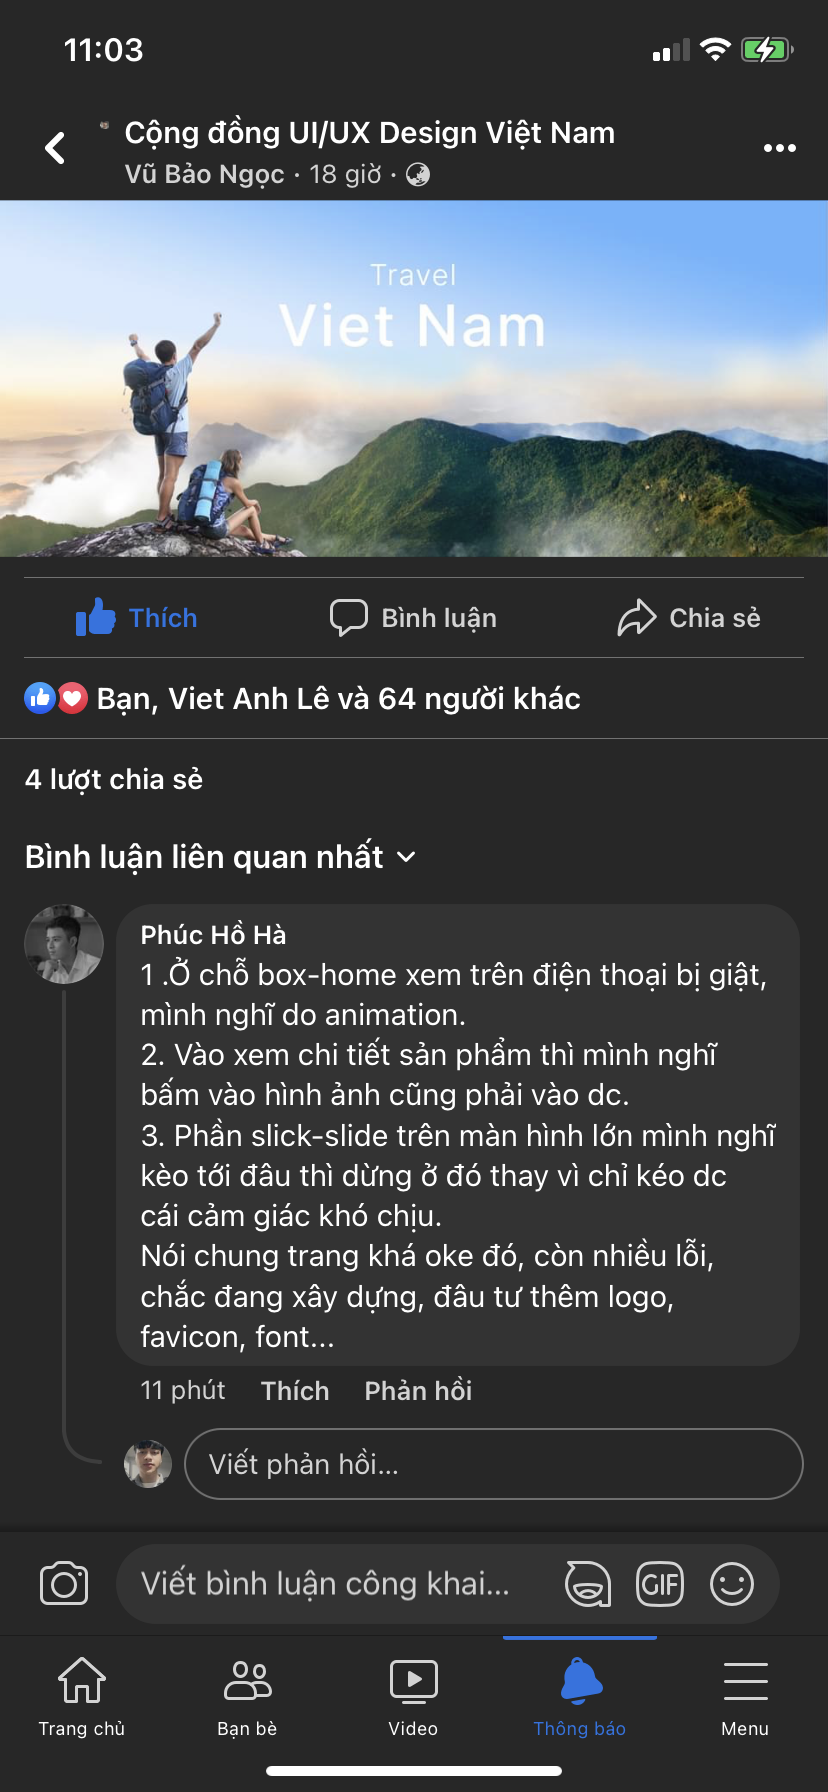 11:03
Cộng đồng UI/UX Design Việt Nam
Vũ Bảo Ngọc · 18 giờ ·
Travel
Viet Nam
Thích
Bình luận
Chia sẻ
Bạn, Viet Anh Lê và 64 người khác
4 lượt chia sẻ
Bình luận liên quan nhất
Phúc Hồ Hà
1 .Ở chỗ box-home xem trên điện thoại bị giật,
mình nghĩ do animation.
2. Vào xem chi tiết sản phẩm thì mình nghĩ
bấm vào hình ảnh cũng phải vào dc.
3. Phần slick-slide trên màn hình lớn mình nghĩ
kèo tới đâu thì dừng ở đó thay vì chỉ kéo dc
cái cảm giác khó chịu.
Nói chung trang khá oke đó, còn nhiều lỗi,
chắc đang xây dựng, đâu tư thêm logo,
favicon, font...
11 phút
Thích
Phản hồi
Viết phản hồi...
Viết bình luận công khai...
GIF
Trang chủ
Bạn bè
Video
Thông báo
Menu